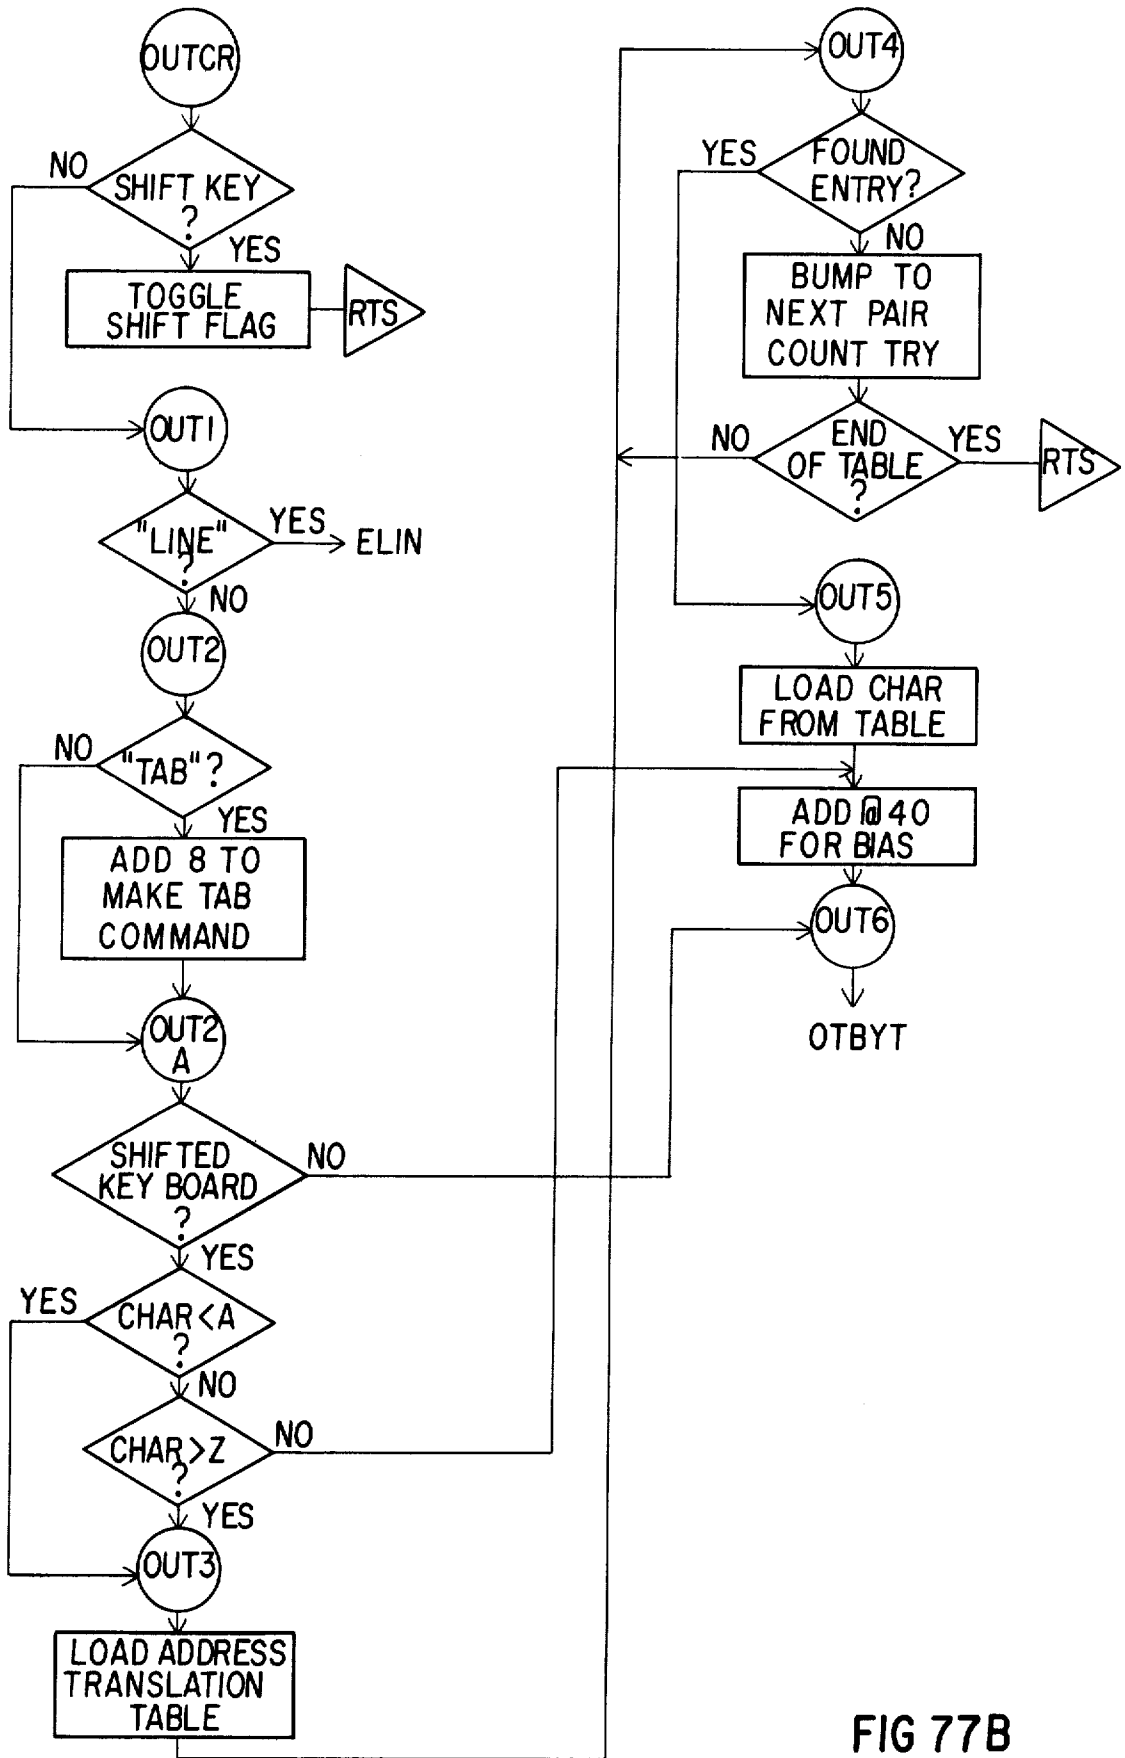 OUTCR
NO
SHIFT KEY
?
YES
TOGGLE
SHIFT FLAG
RTS
OUT1
"LINE"
?
YES
ELIN
NO
OUT2
NO
"TAB"?
YES
ADD 8 TO
MAKE TAB
COMMAND
OUT2
A
SHIFTED
KEY BOARD
?
NO
YES
YES
CHAR<A
?
NO
CHAR>Z
?
NO
YES
OUT3
LOAD ADDRESS
TRANSLATION
TABLE
OUT4
YES
FOUND
ENTRY?
NO
BUMP TO
NEXT PAIR
COUNT TRY
NO
END
OF TABLE
?
YES
RTS
OUT5
LOAD CHAR
FROM TABLE
ADD @40
FOR BIAS
OUT6
OTBYT
FIG 77B